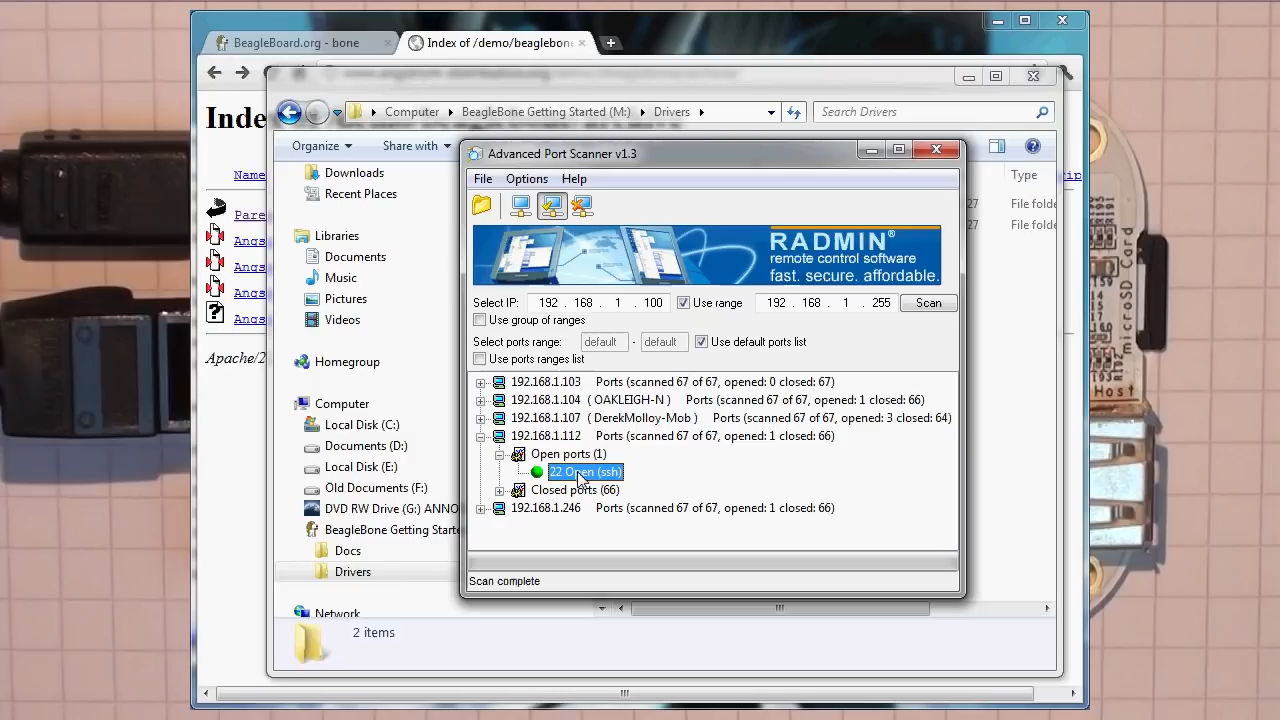 BeagleBoard.org - bone
Index of /demo/beaglebone
Inde
Computer
BeagleBone Getting Started (M:)
Drivers
Search Drivers
Organize
Share with
Name
Type
Downloads
Recent Places
File folde
27
File folde
27
Pare
Angs
Angs
Angs
Angs
Apache/2
Libraries
Documents
Music
Pictures
Videos
Homegroup
Computer
Local Disk (C:)
Documents (D:)
Local Disk (E:)
Old Documents (F:)
DVD RW Drive (G:) ANNO
BeagleBone Getting Starte
Docs
Drivers
Network
2 items
Advanced Port Scanner v1.3
File Options Help
RADMIN®
remote control software
fast. secure. affordable.
Select IP: 192 . 168 . 1 . 100 Use range 192 . 168 . 1 . 255 Scan
Use group of ranges
Select ports range: default - default Use default ports list
Use ports ranges list
192.168.1.103 Ports (scanned 67 of 67, opened: 0 closed: 67)
192.168.1.104 ( OAKLEIGH-N ) Ports (scanned 67 of 67, opened: 1 closed: 66)
192.168.1.107 ( DerekMolloy-Mob ) Ports (scanned 67 of 67, opened: 3 closed: 64)
192.168.1.112 Ports (scanned 67 of 67, opened: 1 closed: 66)
Open ports (1)
22 Open (ssh)
Closed ports (66)
192.168.1.246 Ports (scanned 67 of 67, opened: 1 closed: 66)
Scan complete
microSD Card
Host